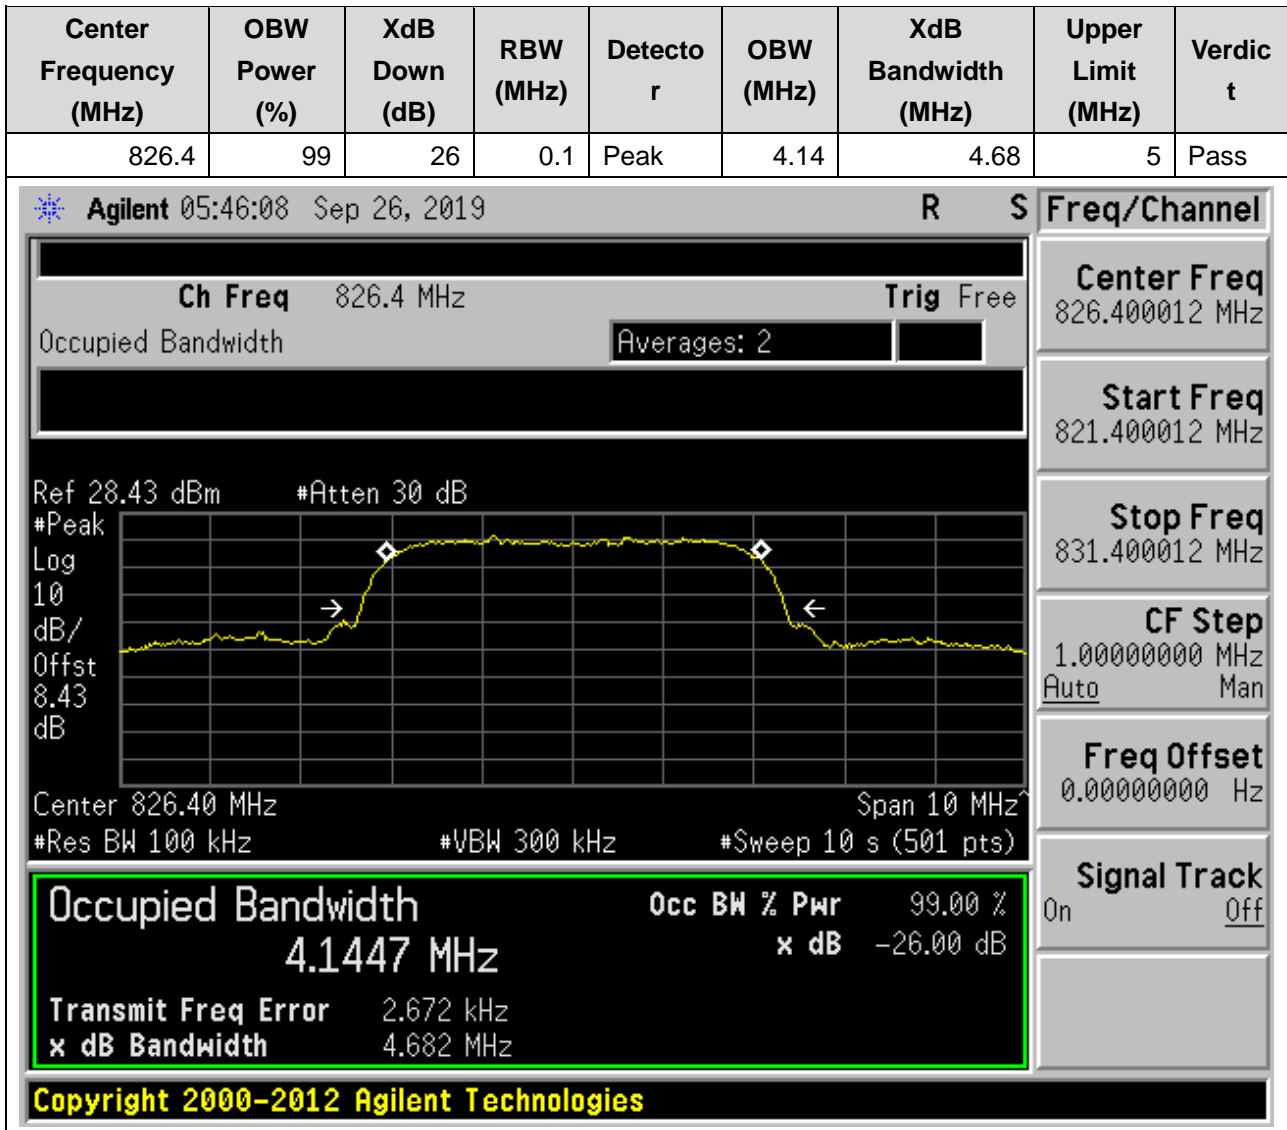 Center Frequency (MHz) OBW Power (%) XdB Down (dB) RBW (MHz) Detecto r OBW (MHz) XdB Bandwidth (MHz) Upper Limit (MHz) Verdic t
826.4 99 26 0.1 Peak 4.14 4.68 5 Pass
Agilent 05:46:08 Sep 26, 2019 R S
Ch Freq 826.4 MHz Trig Free
Occupied Bandwidth Averages: 2
Ref 28.43 dBm #Atten 30 dB
#Peak
Log
10
dB/
Offst
8.43
dB
Center 826.40 MHz Span 10 MHz^
#Res BW 100 kHz #VBW 300 kHz #Sweep 10 s (501 pts)
Occupied Bandwidth Occ BW % Pwr 99.00 %
4.1447 MHz x dB -26.00 dB
Transmit Freq Error 2.672 kHz
x dB Bandwidth 4.682 MHz
Copyright 2000-2012 Agilent Technologies
Freq/Channel
Center Freq
826.400012 MHz
Start Freq
821.400012 MHz
Stop Freq
831.400012 MHz
CF Step
1.00000000 MHz
Auto Man
Freq Offset
0.00000000 Hz
Signal Track
On Off